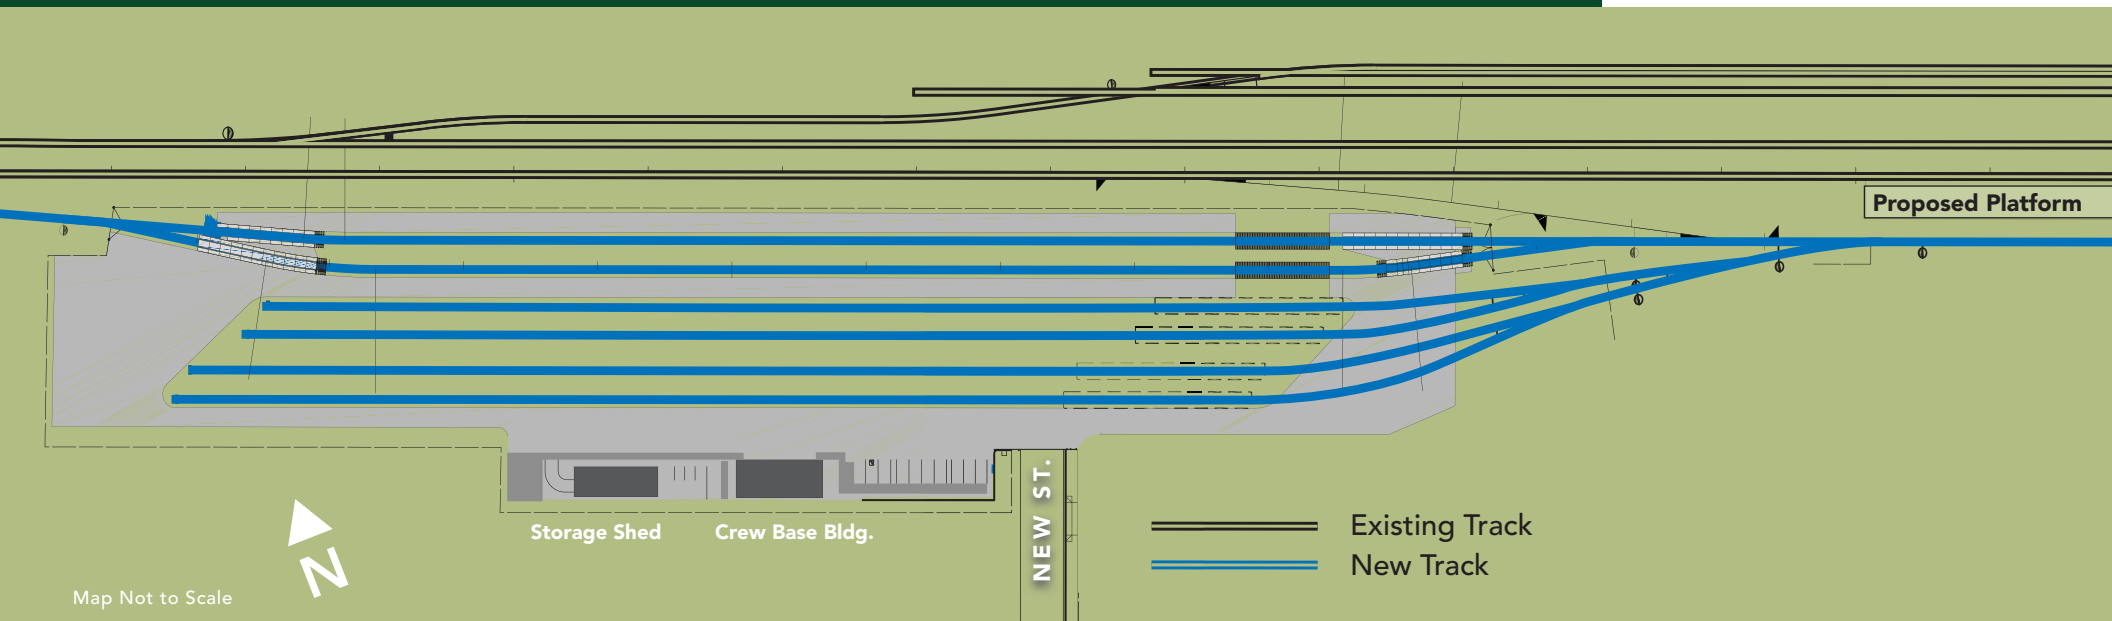 Proposed Platform
Storage Shed
Crew Base Bldg.
NEW ST.
Existing Track
New Track
N
Map Not to Scale